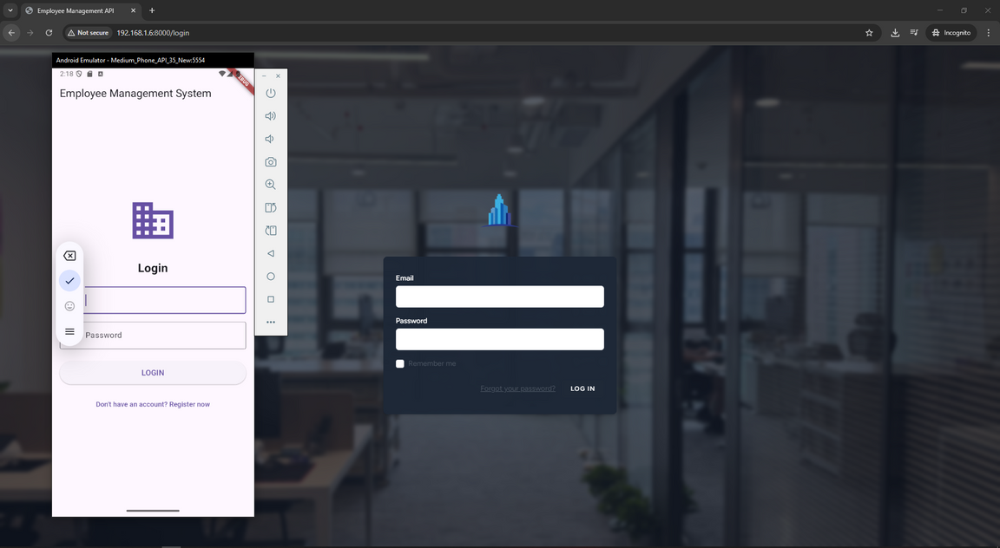 Employee Management API
Not secure
192.168.1.6:8000/login
Incognito
Android Emulator - Medium_Phone_API_35_New:5554
2:18
DEBUG
Employee Management System
Login
Password
LOGIN
Don't have an account? Register now
Email
Password
Remember me
Forgot your password?
LOG IN